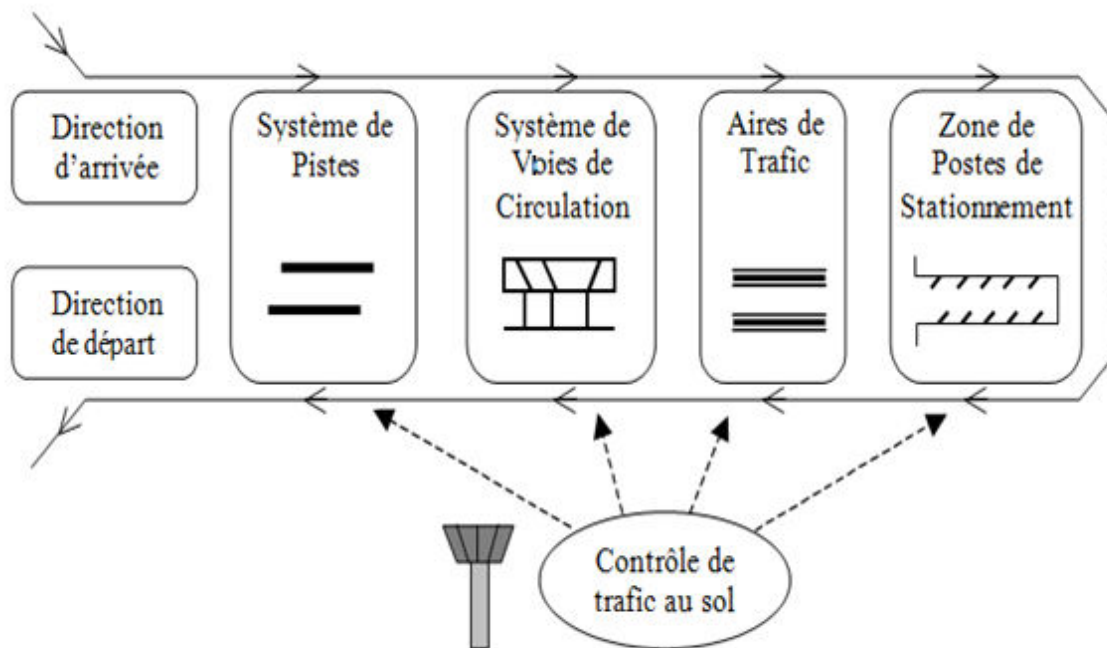 Direction
d'arrivée
Direction
de départ
Système de
Pistes
Système de
Voies de
Circulation
Aires de
Trafic
Zone de
Postes de
Stationnement
Contrôle de
trafic au sol